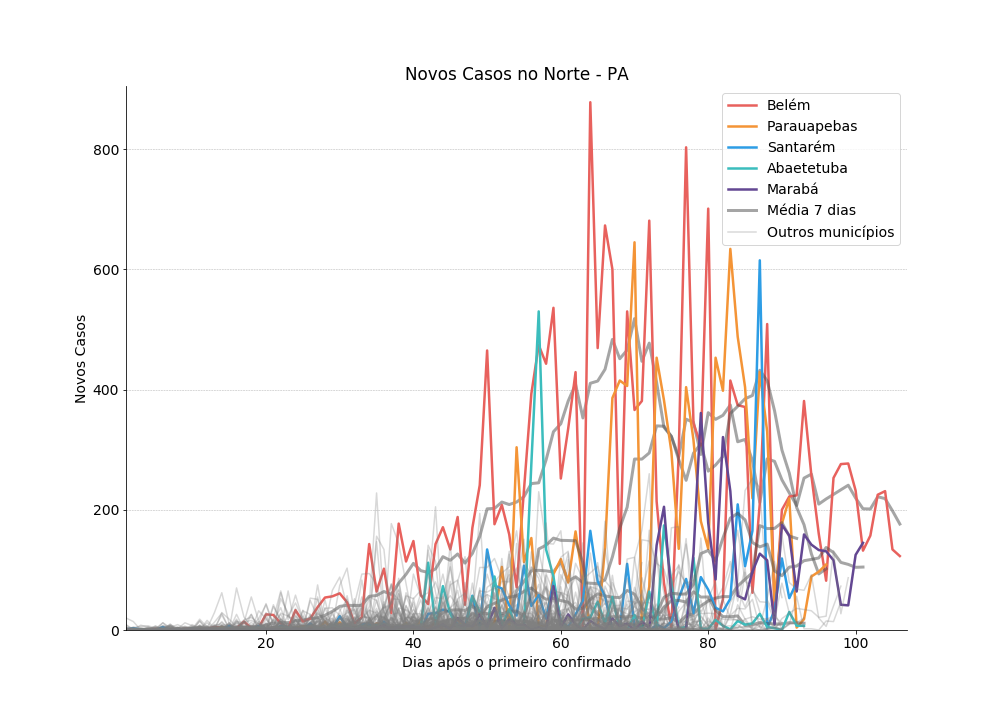 Novos Casos no Norte - PA
Belém
Parauapebas
Santarém
Abaetetuba
Marabá
Média 7 dias
Outros municípios
Novos Casos
800
600
400
200
0
20
40
60
80
100
Dias após o primeiro confirmado